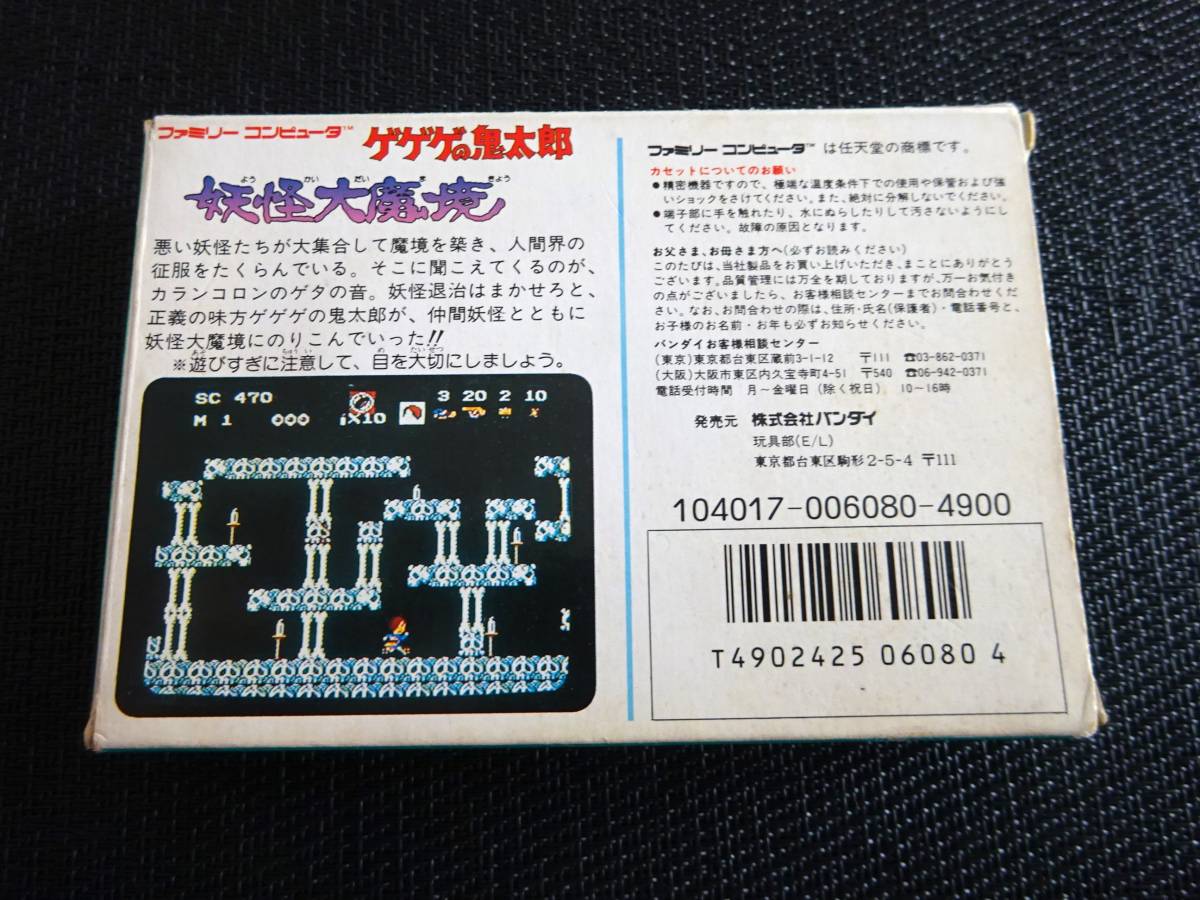 ファミリー コンピュータ™ ゲゲゲの鬼太郎
よう かい だい ま きょう
妖怪大魔境
悪い妖怪たちが大集合して魔境を築き、人間界の
征服をたくらんでいる。そこに聞こえてくるのが、
カランコロンのゲタの音。妖怪退治はまかせろと、
正義の味方ゲゲゲの鬼太郎が、仲間妖怪とともに
妖怪大魔境にのりこんでいった!!
あそ ちゅう い め たいせつ
※遊びすぎに注意して、目を大切にしましょう。
SC 470 3 20 2 10
M 1 000 i×10
ファミリー コンピュータ™ は任天堂の商標です。
カセットについてのお願い
●精密機器ですので、極端な温度条件下での使用や保管および強
いショックをさけてください。また、絶対に分解しないでください。
●端子部に手を触れたり、水にぬらしたりして汚さないようにし
てください。故障の原因となります。
お父さま、お母さま方へ(必ずお読みください)
このたびは、当社製品をお買い上げいただき、まことにありがとう
ございます。品質管理には万全を期しておりますが、万一お気付き
の点がございましたら、お客様相談センターまでお問合わせくださ
い。なお、お問合わせの際は、住所・氏名(保護者)・電話番号と、
お子様のお名前・お年も必ずお知らせください。
バンダイお客様相談センター
(東京)東京都台東区蔵前3-1-12 〒111 ☎03-862-0371
(大阪)大阪市東区内久宝寺町4-51 〒540 ☎06-942-0371
電話受付時間 月〜金曜日(除く祝日) 10〜16時
発売元 株式会社バンダイ
玩具部(E/L)
東京都台東区駒形2-5-4 〒111
104017-006080-4900
T4902425 06080 4